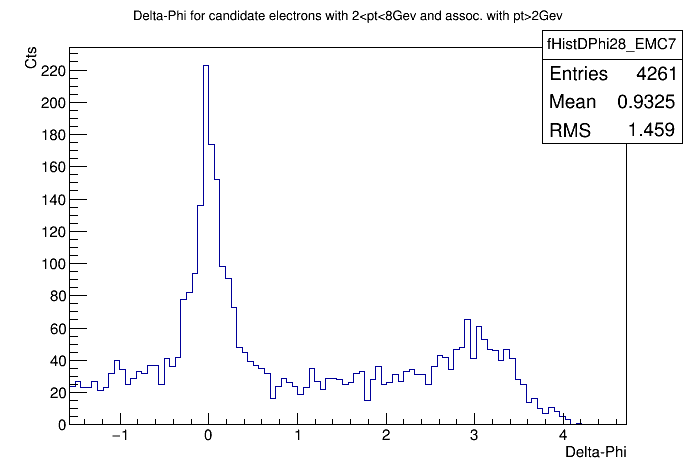 Delta-Phi for candidate electrons with 2<pt<8Gev and assoc. with pt>2Gev
fHistDPhi28_EMC7
Entries 4261
Mean 0.9325
RMS 1.459
Cts
220
200
180
160
140
120
100
80
60
40
20
0
−1 0 1 2 3 4
Delta-Phi